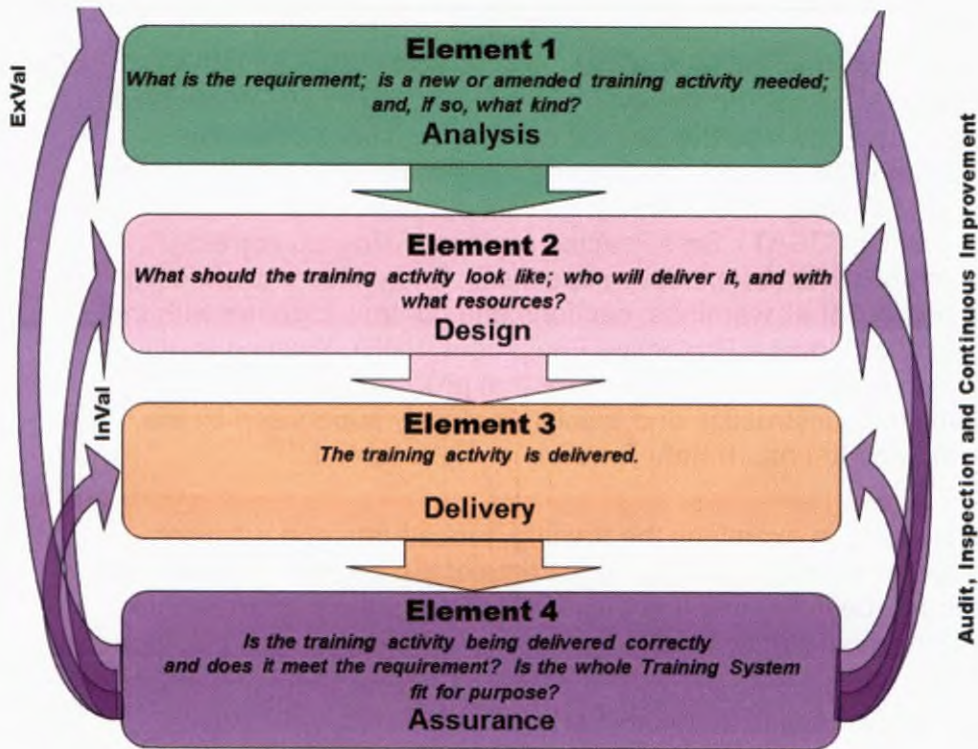 Element 1
What is the requirement; is a new or amended training activity needed;
and, if so, what kind?
Analysis
ExVal
Element 2
What should the training activity look like; who will deliver it, and with
what resources?
Design
InVal
Element 3
The training activity is delivered.
Delivery
Element 4
Is the training activity being delivered correctly
and does it meet the requirement? Is the whole Training System
fit for purpose?
Assurance
Audit, Inspection and Continuous Improvement